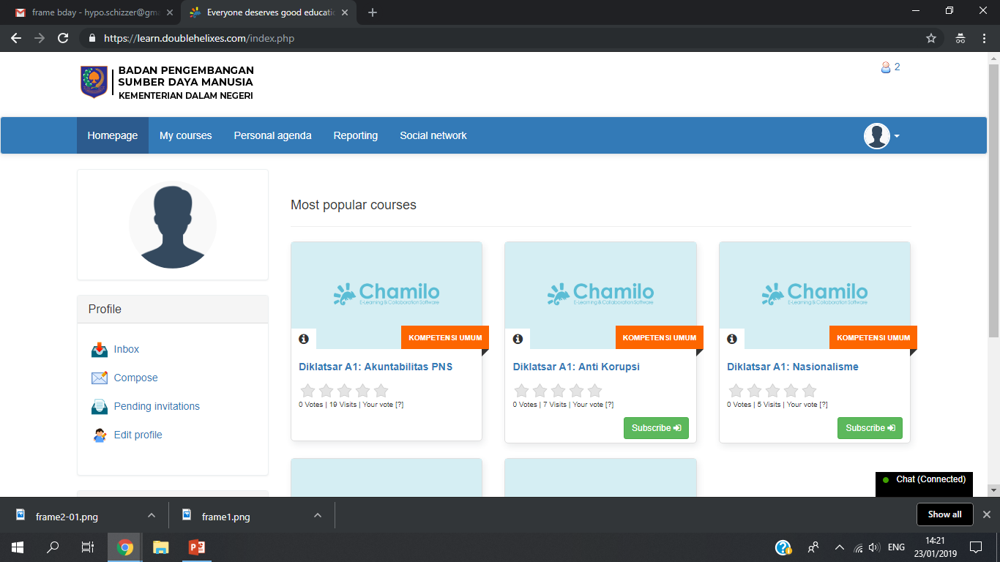 frame bday - hypo.schizzer@gma
Everyone deserves good educatio
https://learn.doublehelixes.com/index.php
BADAN PENGEMBANGAN
SUMBER DAYA MANUSIA
KEMENTERIAN DALAM NEGERI
2
Homepage
My courses
Personal agenda
Reporting
Social network
Most popular courses
Profile
Inbox
Compose
Pending invitations
Edit profile
Chamilo
E-Learning & Collaboration Software
KOMPETENSI UMUM
Diklatsar A1: Akuntabilitas PNS
0 Votes | 19 Visits | Your vote [?]
Chamilo
E-Learning & Collaboration Software
KOMPETENSI UMUM
Diklatsar A1: Anti Korupsi
0 Votes | 7 Visits | Your vote [?]
Subscribe
Chamilo
E-Learning & Collaboration Software
KOMPETENSI UMUM
Diklatsar A1: Nasionalisme
0 Votes | 5 Visits | Your vote [?]
Subscribe
Chat (Connected)
frame2-01.png
frame1.png
Show all
ENG
14:21
23/01/2019